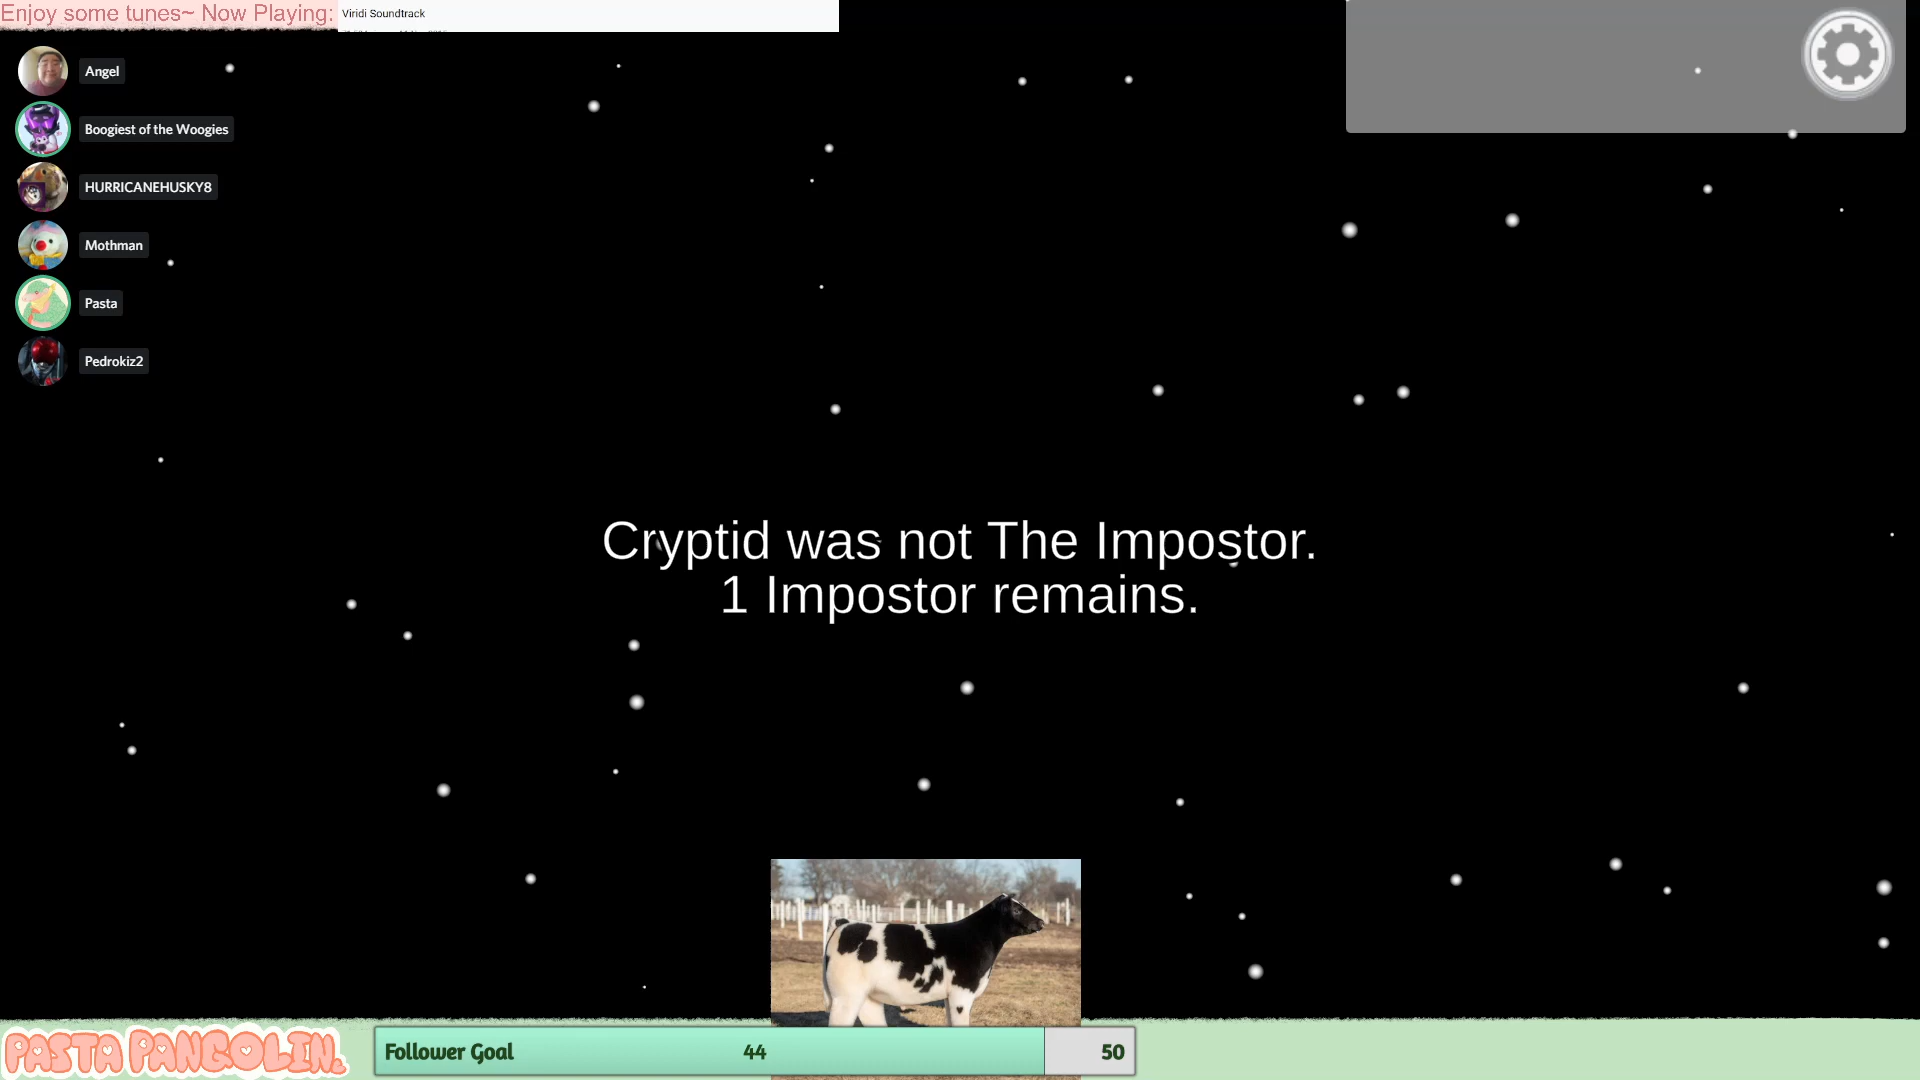 Enjoy some tunes~ Now Playing:
Viridi Soundtrack
Angel
Boogiest of the Woogies
HURRICANEHUSKY8
Mothman
Pasta
Pedrokiz2
Cryptid was not The Impostor.
1 Impostor remains.
PASTA PANGOLIN.
Follower Goal 44 50